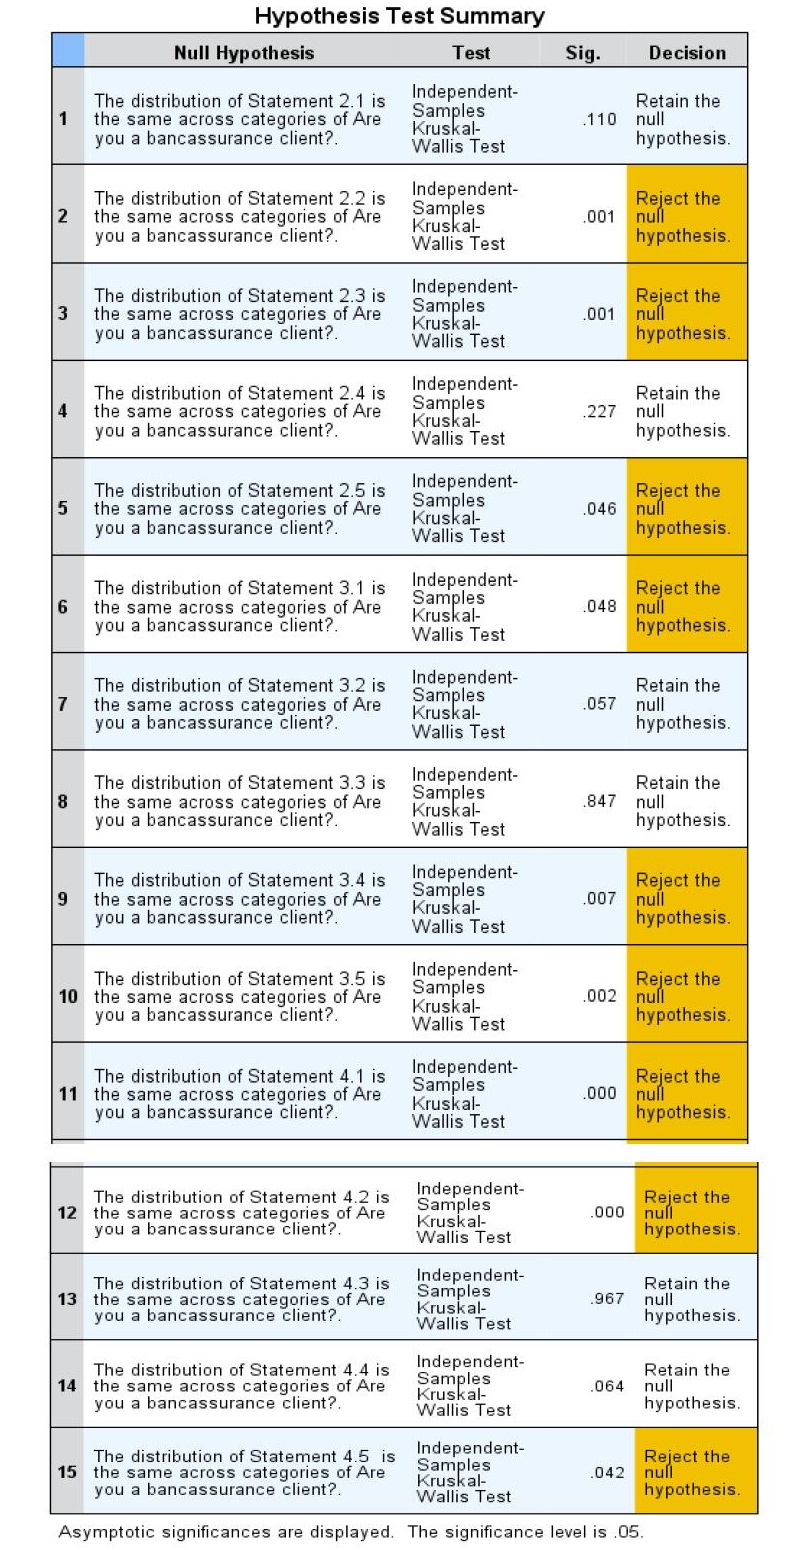 Hypothesis Test Summary
Null Hypothesis Test Sig. Decision
1 The distribution of Statement 2.1 is the same across categories of Are you a bancassurance client?. Independent-Samples Kruskal-Wallis Test .110 Retain the null hypothesis.
2 The distribution of Statement 2.2 is the same across categories of Are you a bancassurance client?. Independent-Samples Kruskal-Wallis Test .001 Reject the null hypothesis.
3 The distribution of Statement 2.3 is the same across categories of Are you a bancassurance client?. Independent-Samples Kruskal-Wallis Test .001 Reject the null hypothesis.
4 The distribution of Statement 2.4 is the same across categories of Are you a bancassurance client?. Independent-Samples Kruskal-Wallis Test .227 Retain the null hypothesis.
5 The distribution of Statement 2.5 is the same across categories of Are you a bancassurance client?. Independent-Samples Kruskal-Wallis Test .046 Reject the null hypothesis.
6 The distribution of Statement 3.1 is the same across categories of Are you a bancassurance client?. Independent-Samples Kruskal-Wallis Test .048 Reject the null hypothesis.
7 The distribution of Statement 3.2 is the same across categories of Are you a bancassurance client?. Independent-Samples Kruskal-Wallis Test .057 Retain the null hypothesis.
8 The distribution of Statement 3.3 is the same across categories of Are you a bancassurance client?. Independent-Samples Kruskal-Wallis Test .847 Retain the null hypothesis.
9 The distribution of Statement 3.4 is the same across categories of Are you a bancassurance client?. Independent-Samples Kruskal-Wallis Test .007 Reject the null hypothesis.
10 The distribution of Statement 3.5 is the same across categories of Are you a bancassurance client?. Independent-Samples Kruskal-Wallis Test .002 Reject the null hypothesis.
11 The distribution of Statement 4.1 is the same across categories of Are you a bancassurance client?. Independent-Samples Kruskal-Wallis Test .000 Reject the null hypothesis.
12 The distribution of Statement 4.2 is the same across categories of Are you a bancassurance client?. Independent-Samples Kruskal-Wallis Test .000 Reject the null hypothesis.
13 The distribution of Statement 4.3 is the same across categories of Are you a bancassurance client?. Independent-Samples Kruskal-Wallis Test .967 Retain the null hypothesis.
14 The distribution of Statement 4.4 is the same across categories of Are you a bancassurance client?. Independent-Samples Kruskal-Wallis Test .064 Retain the null hypothesis.
15 The distribution of Statement 4.5 is the same across categories of Are you a bancassurance client?. Independent-Samples Kruskal-Wallis Test .042 Reject the null hypothesis.
Asymptotic significances are displayed. The significance level is .05.